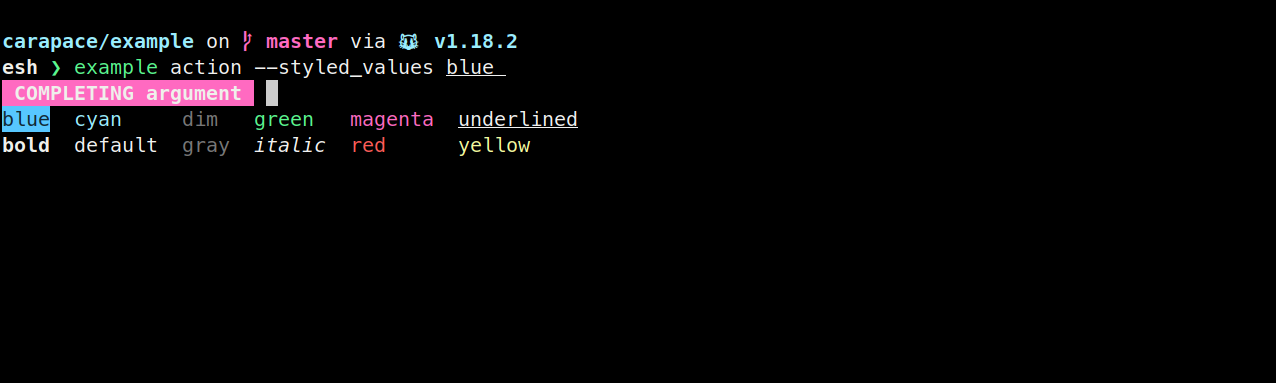 carapace/example on master via 🐹 v1.18.2
esh ❯ example action --styled_values blue
COMPLETING argument
blue cyan dim green magenta underlined
bold default gray italic red yellow